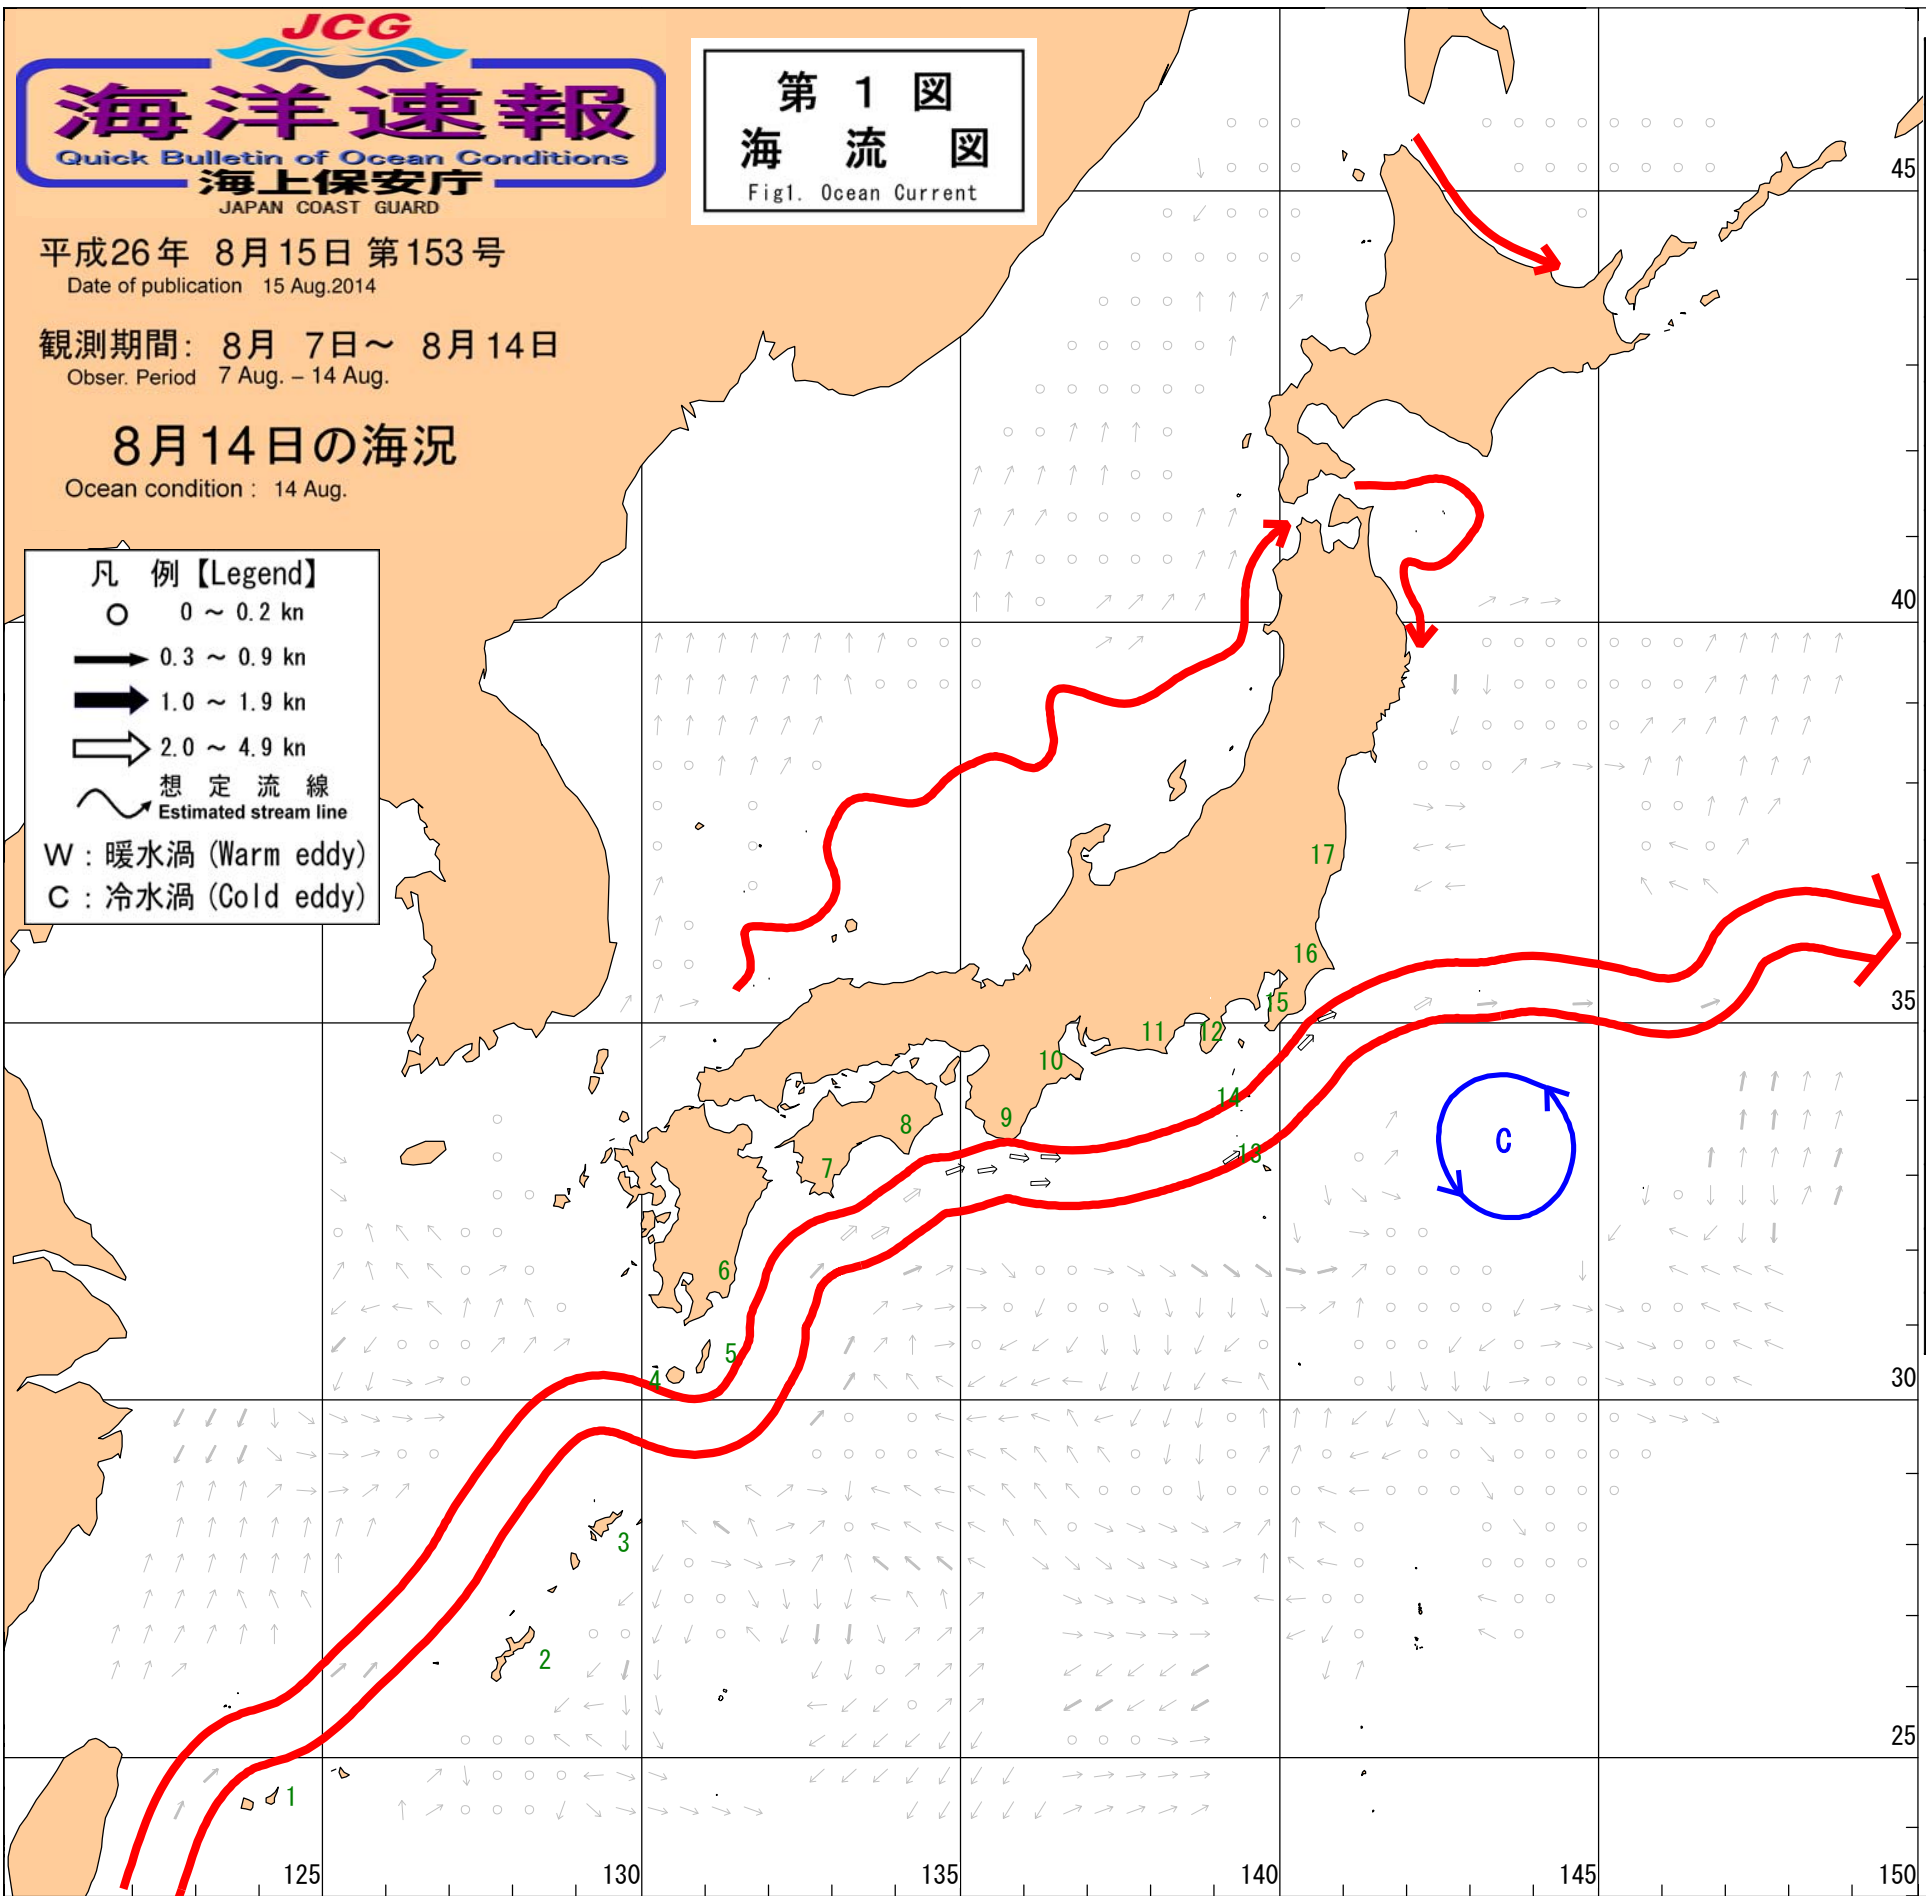 JCG
海洋速報
Quick Bulletin of Ocean Conditions
海上保安庁
JAPAN COAST GUARD
第 1 図
海 流 図
Fig1. Ocean Current
平成26年 8月15日 第153号
Date of publication 15 Aug.2014
観測期間: 8月 7日～ 8月14日
Obser. Period 7 Aug. – 14 Aug.
8月14日の海況
Ocean condition : 14 Aug.
凡 例【Legend】
0 ～ 0.2 kn
0.3 ～ 0.9 kn
1.0 ～ 1.9 kn
2.0 ～ 4.9 kn
想 定 流 線
Estimated stream line
W : 暖水渦 (Warm eddy)
C : 冷水渦 (Cold eddy)
45
40
17
16
35
15
11
12
10
14
9
8
C
13
7
6
5
4
30
3
2
25
1
125
130
135
140
145
150